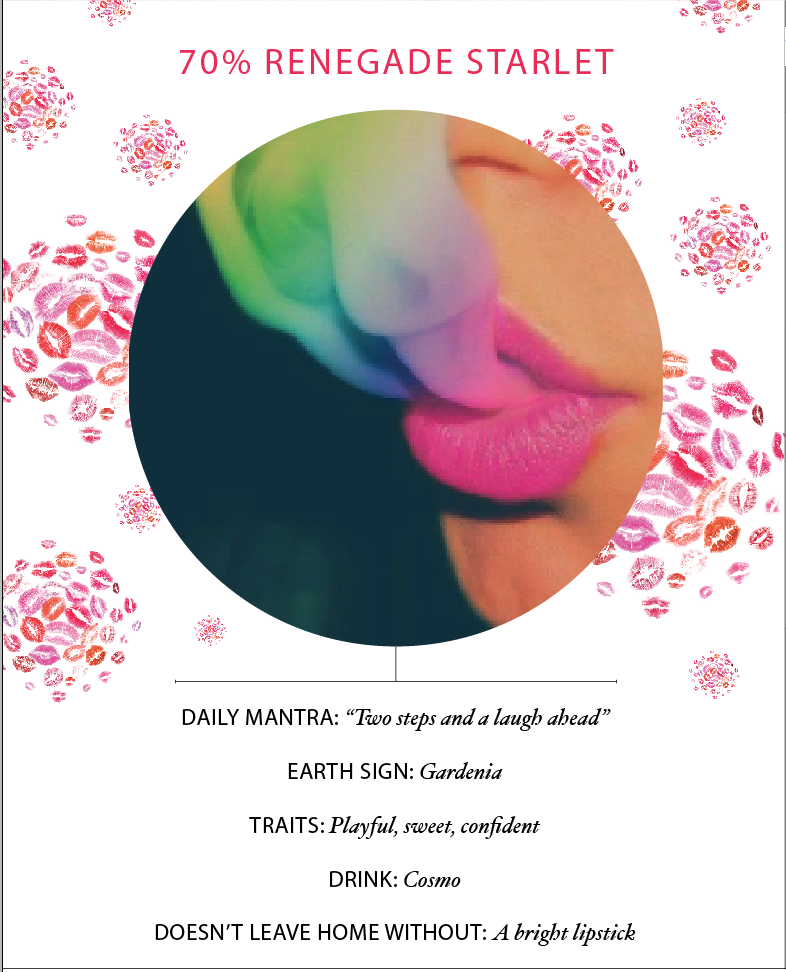 70% RENEGADE STARLET
DAILY MANTRA: “Two steps and a laugh ahead”
EARTH SIGN: Gardenia
TRAITS: Playful, sweet, confident
DRINK: Cosmo
DOESN’T LEAVE HOME WITHOUT: A bright lipstick